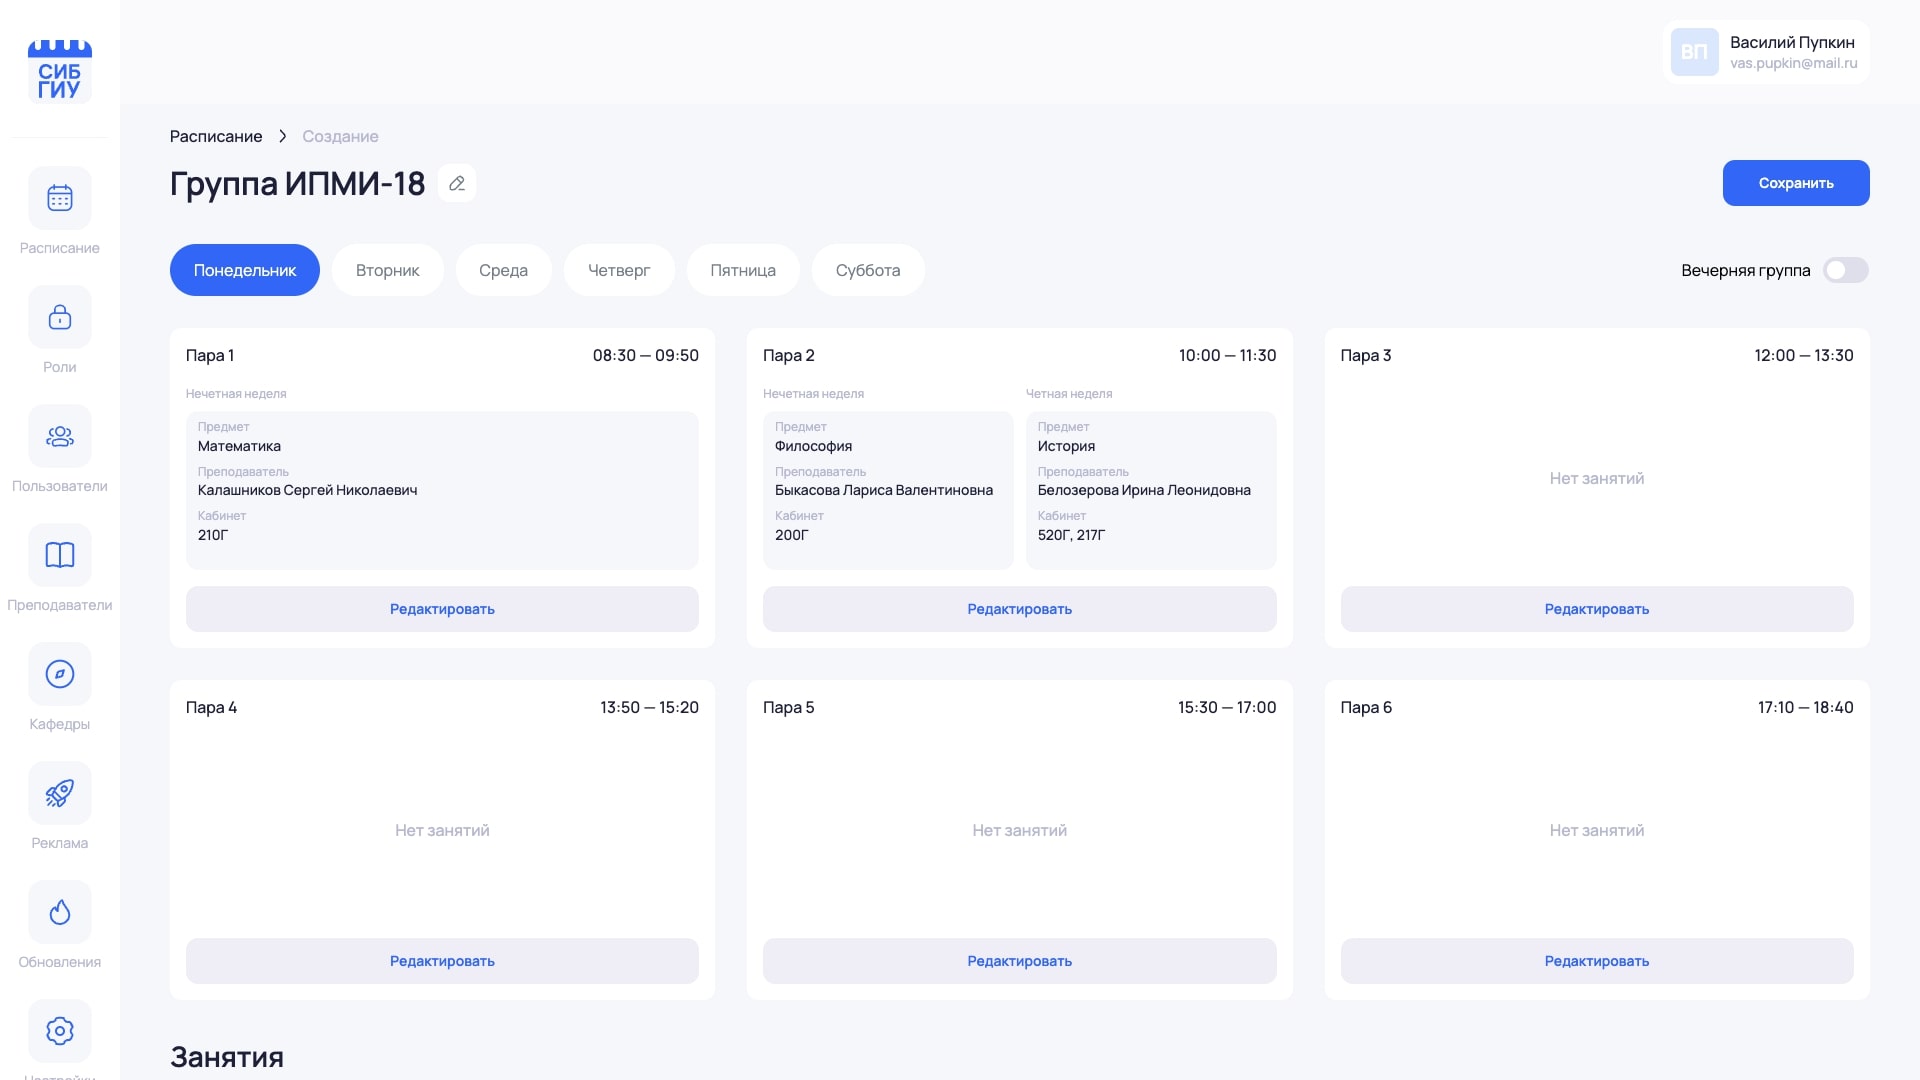 СИБ
ГИУ
Расписание
Роли
Пользователи
Преподаватели
Кафедры
Реклама
Обновления
Настройки
ВП
Василий Пупкин
vas.pupkin@mail.ru
Расписание
Создание
Группа ИПМИ-18
Сохранить
Понедельник
Вторник
Среда
Четверг
Пятница
Суббота
Вечерняя группа
Пара 1
08:30 — 09:50
Нечетная неделя
Предмет
Математика
Преподаватель
Калашников Сергей Николаевич
Кабинет
210Г
Редактировать
Пара 2
10:00 — 11:30
Нечетная неделя
Предмет
Философия
Преподаватель
Быкасова Лариса Валентиновна
Кабинет
200Г
Четная неделя
Предмет
История
Преподаватель
Белозерова Ирина Леонидовна
Кабинет
520Г, 217Г
Редактировать
Пара 3
12:00 — 13:30
Нет занятий
Редактировать
Пара 4
13:50 — 15:20
Нет занятий
Редактировать
Пара 5
15:30 — 17:00
Нет занятий
Редактировать
Пара 6
17:10 — 18:40
Нет занятий
Редактировать
Занятия